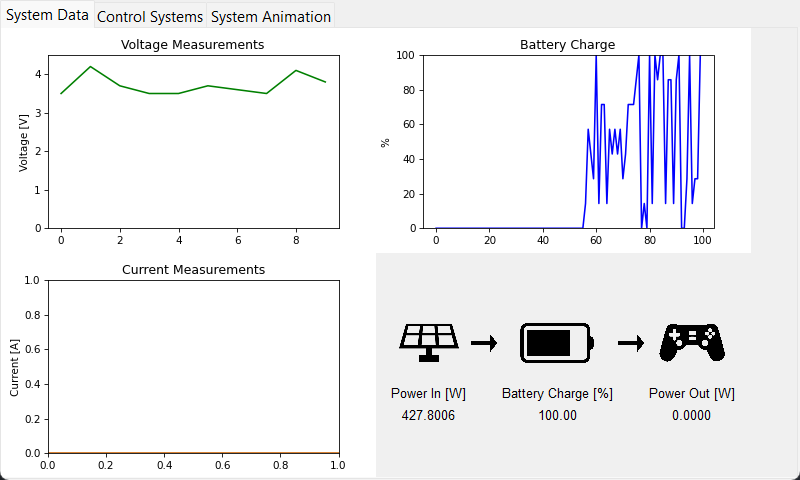 System Data Control Systems System Animation
Voltage Measurements
Voltage [V]
4
3
2
1
0
0 2 4 6 8
Battery Charge
%
100
80
60
40
20
0
0 20 40 60 80 100
Current Measurements
Current [A]
1.0
0.8
0.6
0.4
0.2
0.0
0.0 0.2 0.4 0.6 0.8 1.0
Power In [W] Battery Charge [%] Power Out [W]
427.8006 100.00 0.0000